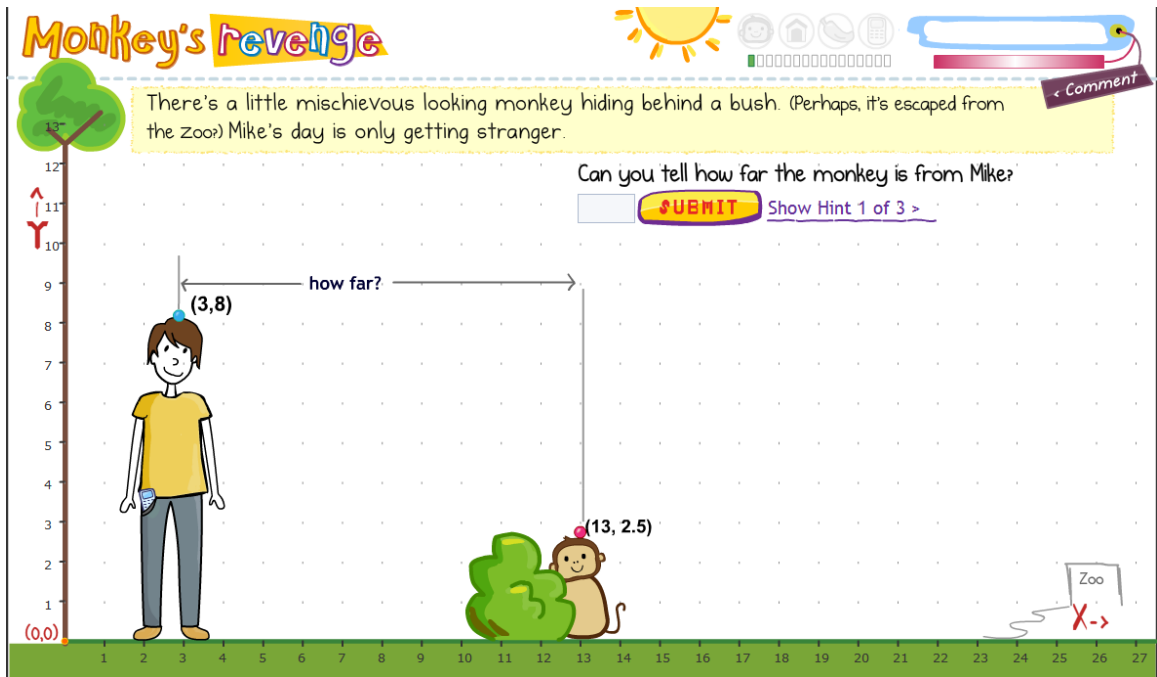 Monkey's revenge
< Comment
There's a little mischievous looking monkey hiding behind a bush. (Perhaps, it's escaped from
the Zoo?) Mike's day is only getting stranger.
Can you tell how far the monkey is from Mike?
SUBMIT Show Hint 1 of 3 >
13
12
11
Y
10
9 how far?
(3,8)
8
7
6
5
4
3 (13, 2.5)
2 Zoo
1 X->
(0,0)
1 2 3 4 5 6 7 8 9 10 11 12 13 14 15 16 17 18 19 20 21 22 23 24 25 26 27